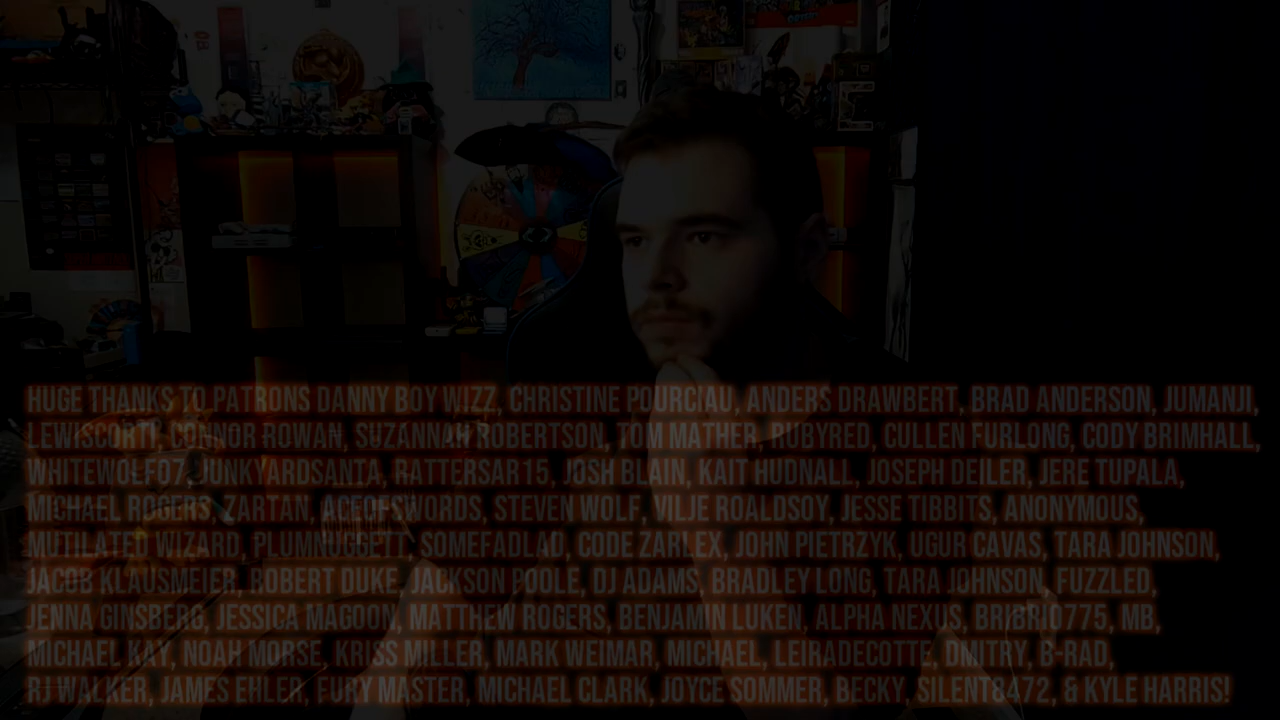 HUGE THANKS TO PATRONS DANNY BOY WIZZ, CHRISTINE POURCIAU, ANDERS DRAWBERT, BRAD ANDERSON, JUMANJI,
LEWISCORTI, CONNOR ROWAN, SUZANNAH ROBERTSON, TOM MATHER, RUBYRED, CULLEN FURLONG, CODY BRIMHALL,
WHITEWOLF07, JUNKYARDSANTA, RATTERSAR15, JOSH BLAIN, KAIT HUDNALL, JOSEPH DEILER, JERE TUPALA,
MICHAEL ROGERS, ZARTAN, ACEOFSWORDS, STEVEN WOLF, VILJE ROALDSOY, JESSE TIBBITS, ANONYMOUS,
MUTILATED WIZARD, PLUMNUGGETT, SOMEFADLAD, CODE ZARLEX, JOHN PIETRZYK, UGUR CAVAS, TARA JOHNSON,
JACOB KLAUSMEIER, ROBERT DUKE, JACKSON POOLE, DJ ADAMS, BRADLEY LONG, TARA JOHNSON, FUZZLED,
JENNA GINSBERG, JESSICA MAGOON, MATTHEW ROGERS, BENJAMIN LUKEN, ALPHA NEXUS, BRIBRI0775, MB,
MICHAEL KAY, NOAH MORSE, KRISS MILLER, MARK WEIMAR, MICHAEL, LEIRADECOTTE, DMITRY, B-RAD,
RJ WALKER, JAMES EHLER, FURY MASTER, MICHAEL CLARK, JOYCE SOMMER, BECKY, SILENT8472, & KYLE HARRIS!